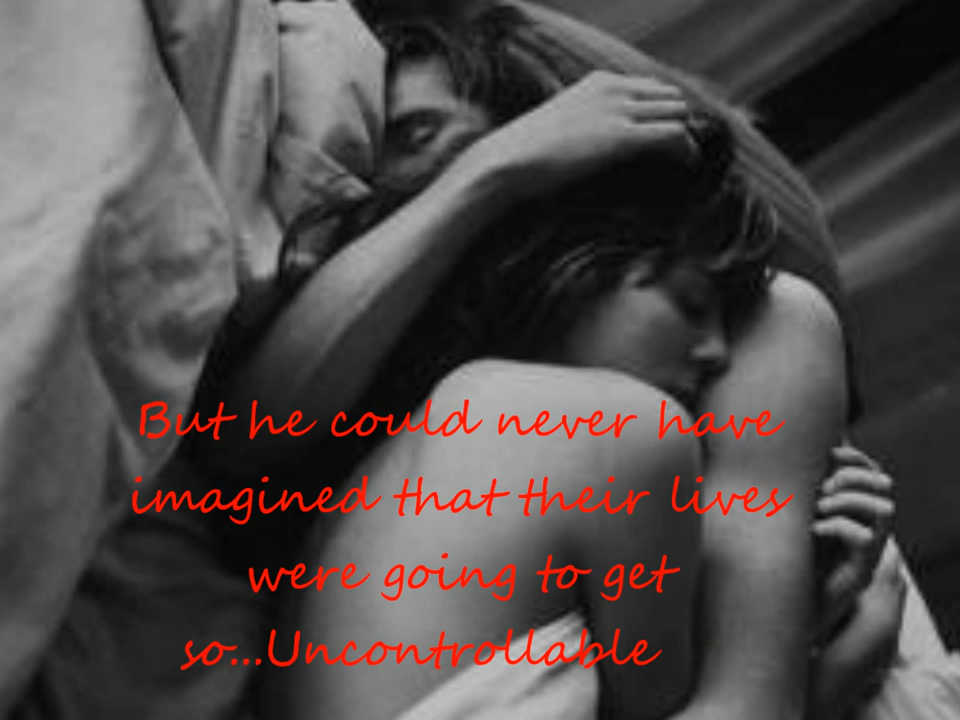 But he could never have
imagined that their lives
were going to get
so...Uncontrollable